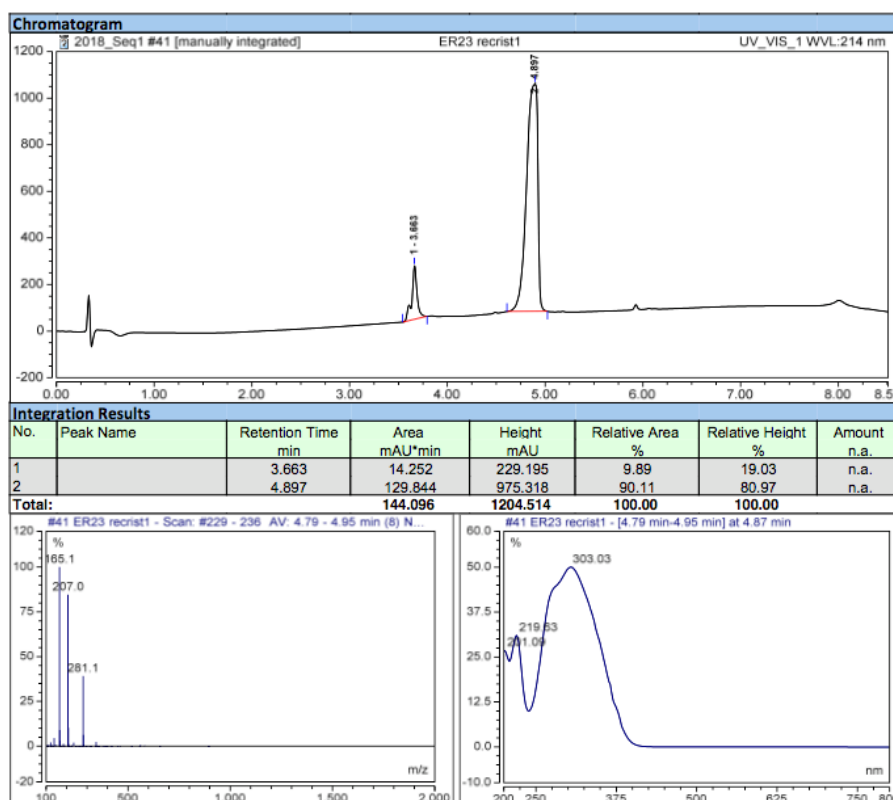 Chromatogram
2018_Seq1 #41 [manually integrated] ER23 recrist1 UV_VIS_1 WVL:214 nm
1200
1000
800
600
400
200
0
-200
1 - 3.663
4.897
0.00 1.00 2.00 3.00 4.00 5.00 6.00 7.00 8.00 8.5
Integration Results
No. Peak Name Retention Time Area Height Relative Area Relative Height Amount
min mAU*min mAU % % n.a.
1 3.663 14.252 229.195 9.89 19.03 n.a.
2 4.897 129.844 975.318 90.11 80.97 n.a.
Total: 144.096 1204.514 100.00 100.00
#41 ER23 recrist1 - Scan: #229 - 236 AV: 4.79 - 4.95 min (8) N...
120
%
165.1
100
207.0
75
50
281.1
25
0
-20
m/z
100 500 1.000 1.500 2.000
#41 ER23 recrist1 - [4.79 min-4.95 min] at 4.87 min
60.0
%
303.03
50.0
37.5
219.63
201.09
25.0
12.5
0.0
-10.0
nm
200 250 375 500 625 750 80